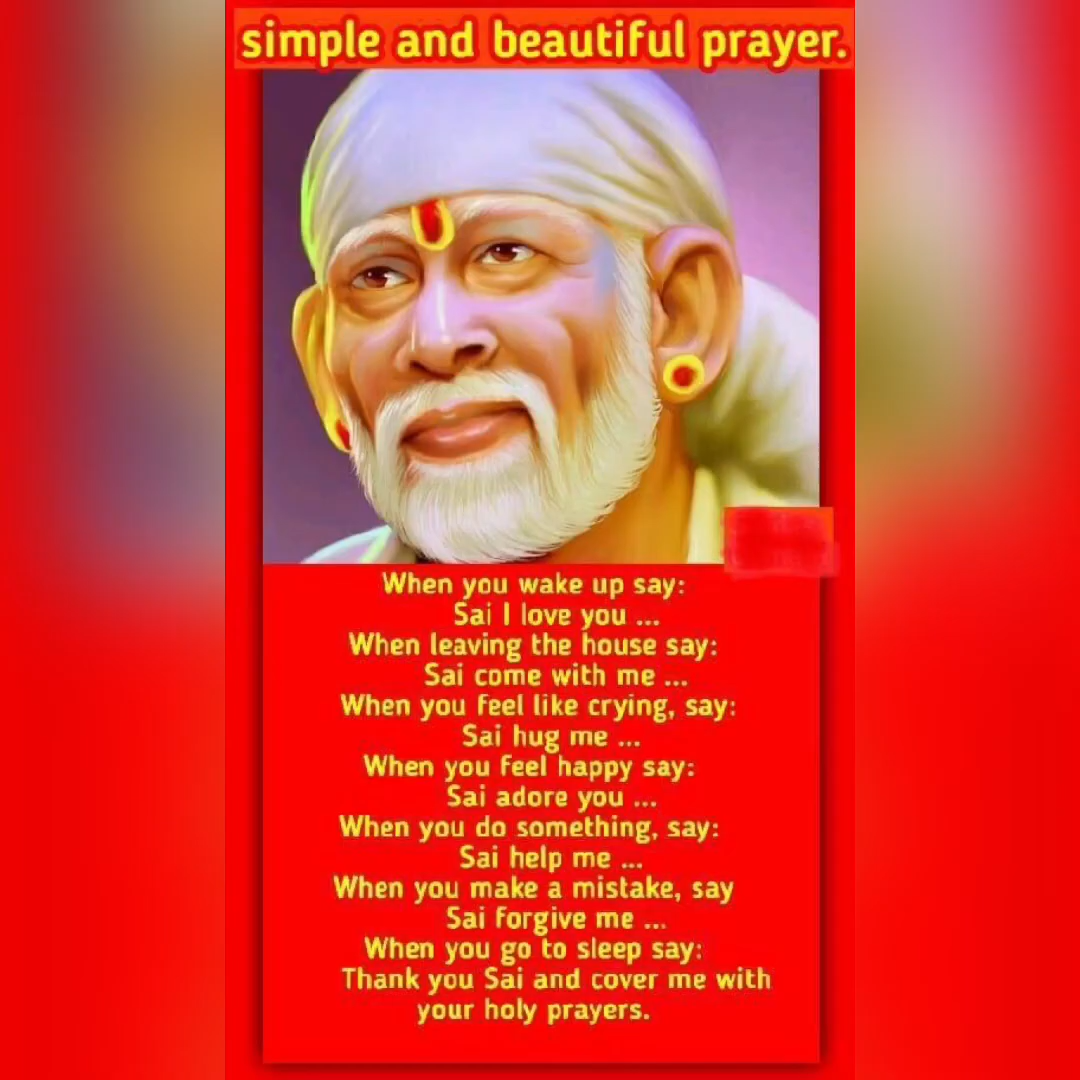 simple and beautiful prayer.
When you wake up say:
Sai I love you ...
When leaving the house say:
Sai come with me ...
When you feel like crying, say:
Sai hug me ...
When you feel happy say:
Sai adore you ...
When you do something, say:
Sai help me ...
When you make a mistake, say
Sai forgive me ...
When you go to sleep say:
Thank you Sai and cover me with
your holy prayers.